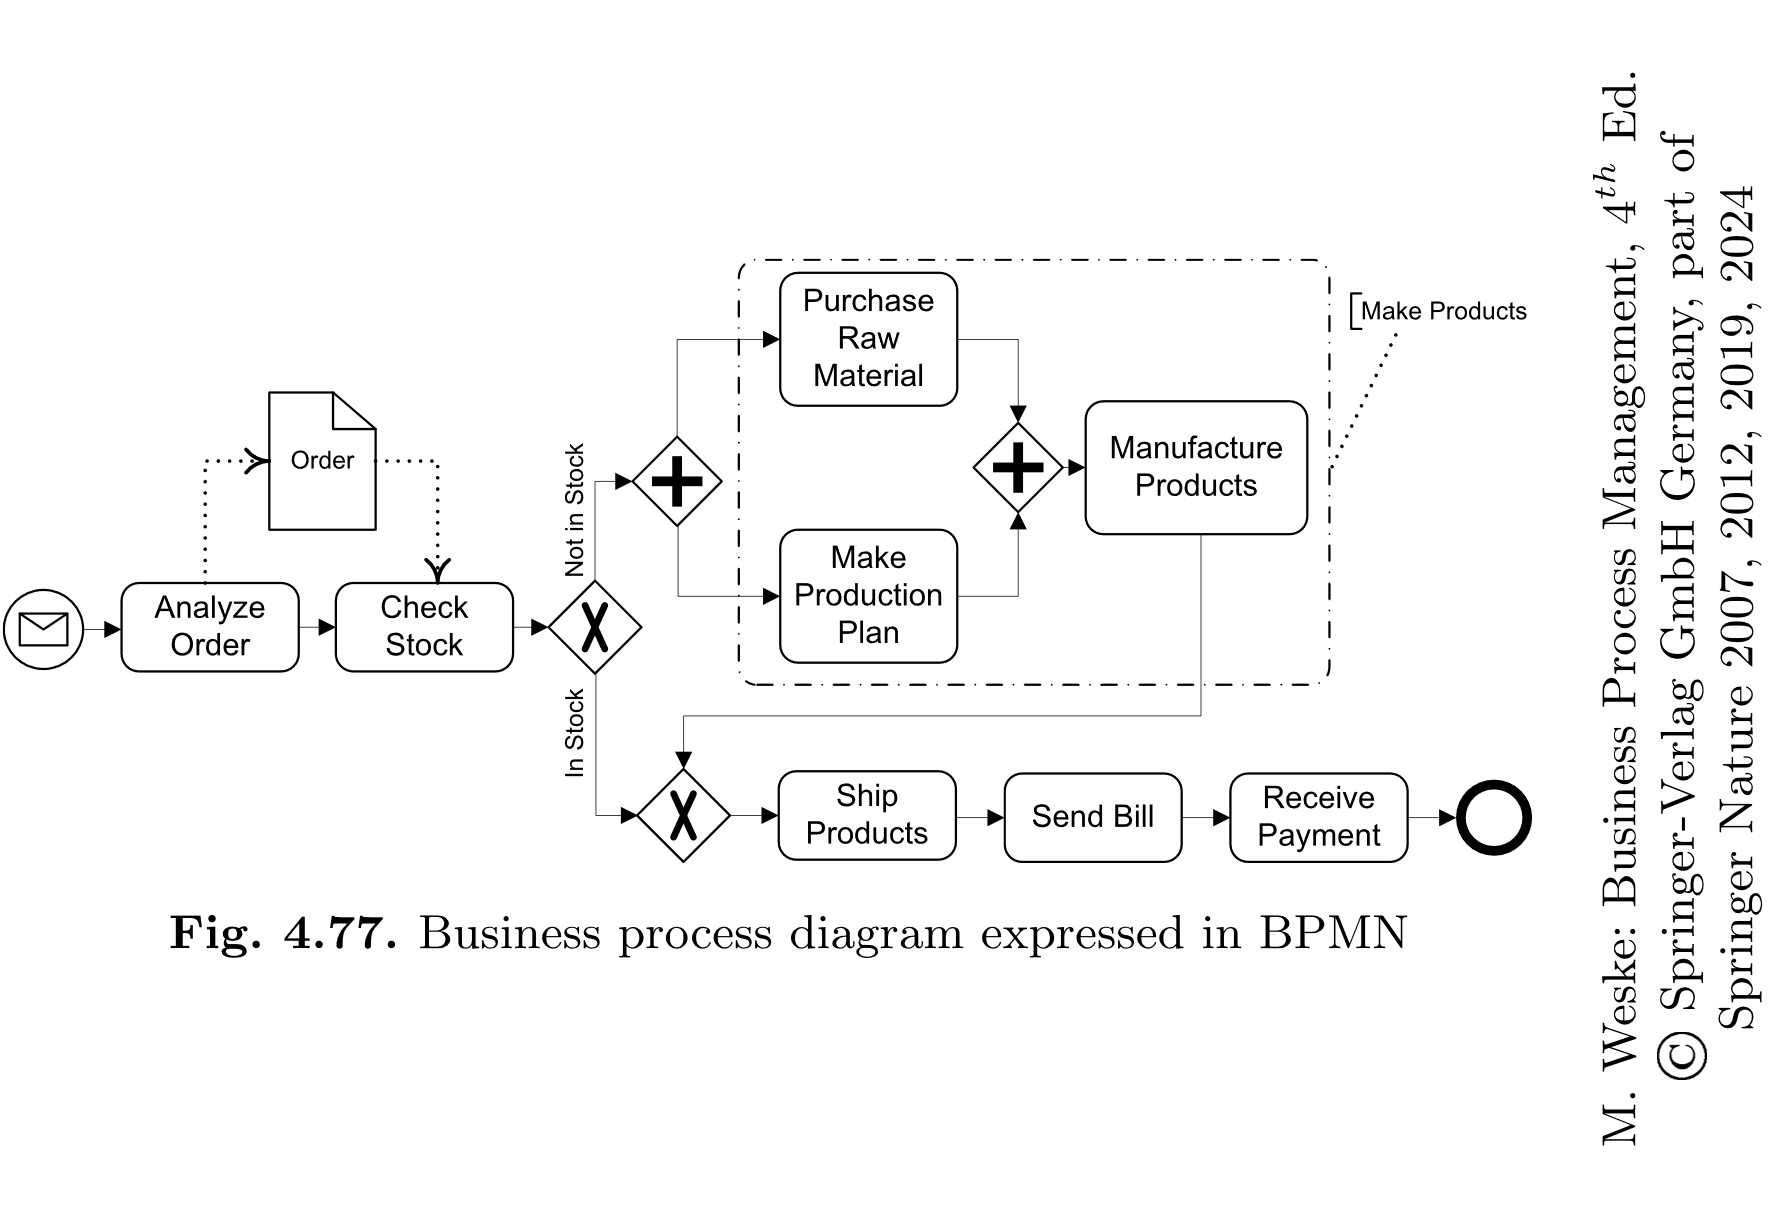 Purchase
Raw
Material
[Make Products
Manufacture
Products
Order
Not in Stock
Make
Production
Plan
Analyze
Order
Check
Stock
In Stock
Ship
Products
Send Bill
Receive
Payment
Fig. 4.77. Business process diagram expressed in BPMN
M. Weske: Business Process Management, 4th Ed.
© Springer-Verlag GmbH Germany, part of
Springer Nature 2007, 2012, 2019, 2024